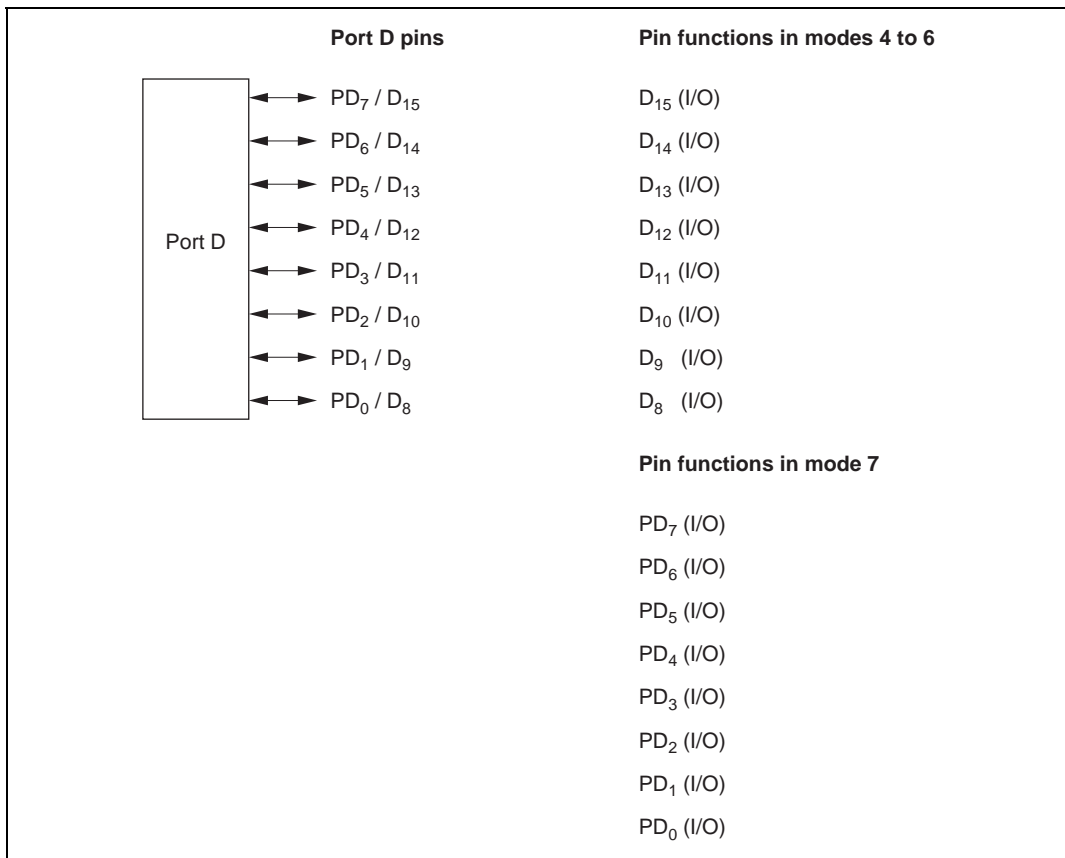 Port D pins Pin functions in modes 4 to 6
PD₇ / D₁₅ D₁₅ (I/O)
PD₆ / D₁₄ D₁₄ (I/O)
PD₅ / D₁₃ D₁₃ (I/O)
PD₄ / D₁₂ D₁₂ (I/O)
Port D
PD₃ / D₁₁ D₁₁ (I/O)
PD₂ / D₁₀ D₁₀ (I/O)
PD₁ / D₉ D₉ (I/O)
PD₀ / D₈ D₈ (I/O)
Pin functions in mode 7
PD₇ (I/O)
PD₆ (I/O)
PD₅ (I/O)
PD₄ (I/O)
PD₃ (I/O)
PD₂ (I/O)
PD₁ (I/O)
PD₀ (I/O)